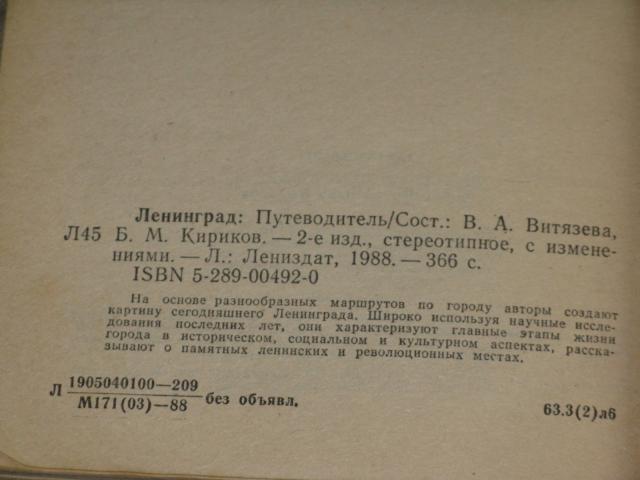 Ленинград: Путеводитель/Сост.: В. А. Витязева,
Л45 Б. М. Кириков. — 2-е изд., стереотипное, с измене-
ниями. — Л.: Лениздат, 1988. — 366 с.
ISBN 5-289-00492-0
На основе разнообразных маршрутов по городу авторы создают
картину сегодняшнего Ленинграда. Широко используя научные иссле-
дования последних лет, они характеризуют главные этапы жизни
города в историческом, социальном и культурном аспектах, расска-
зывают о памятных ленинских и революционных местах.
Л 1905040100—209
М171(03)—88 без объявл.
63.3(2)л6